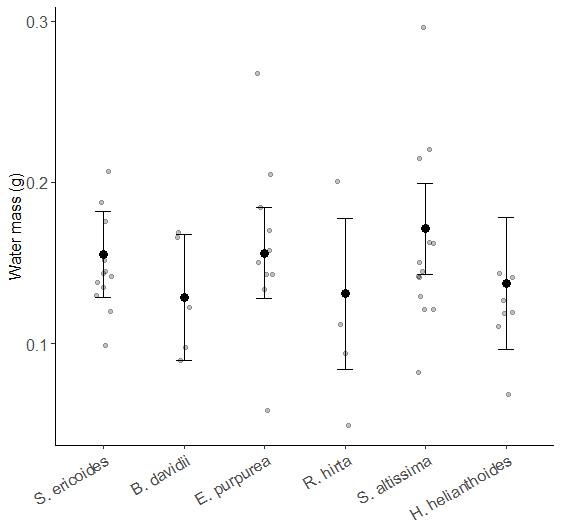 Water mass (g)
0.3
0.2
0.1
S. ericoides
B. davidii
E. purpurea
R. hirta
S. altissima
H. helianthoides